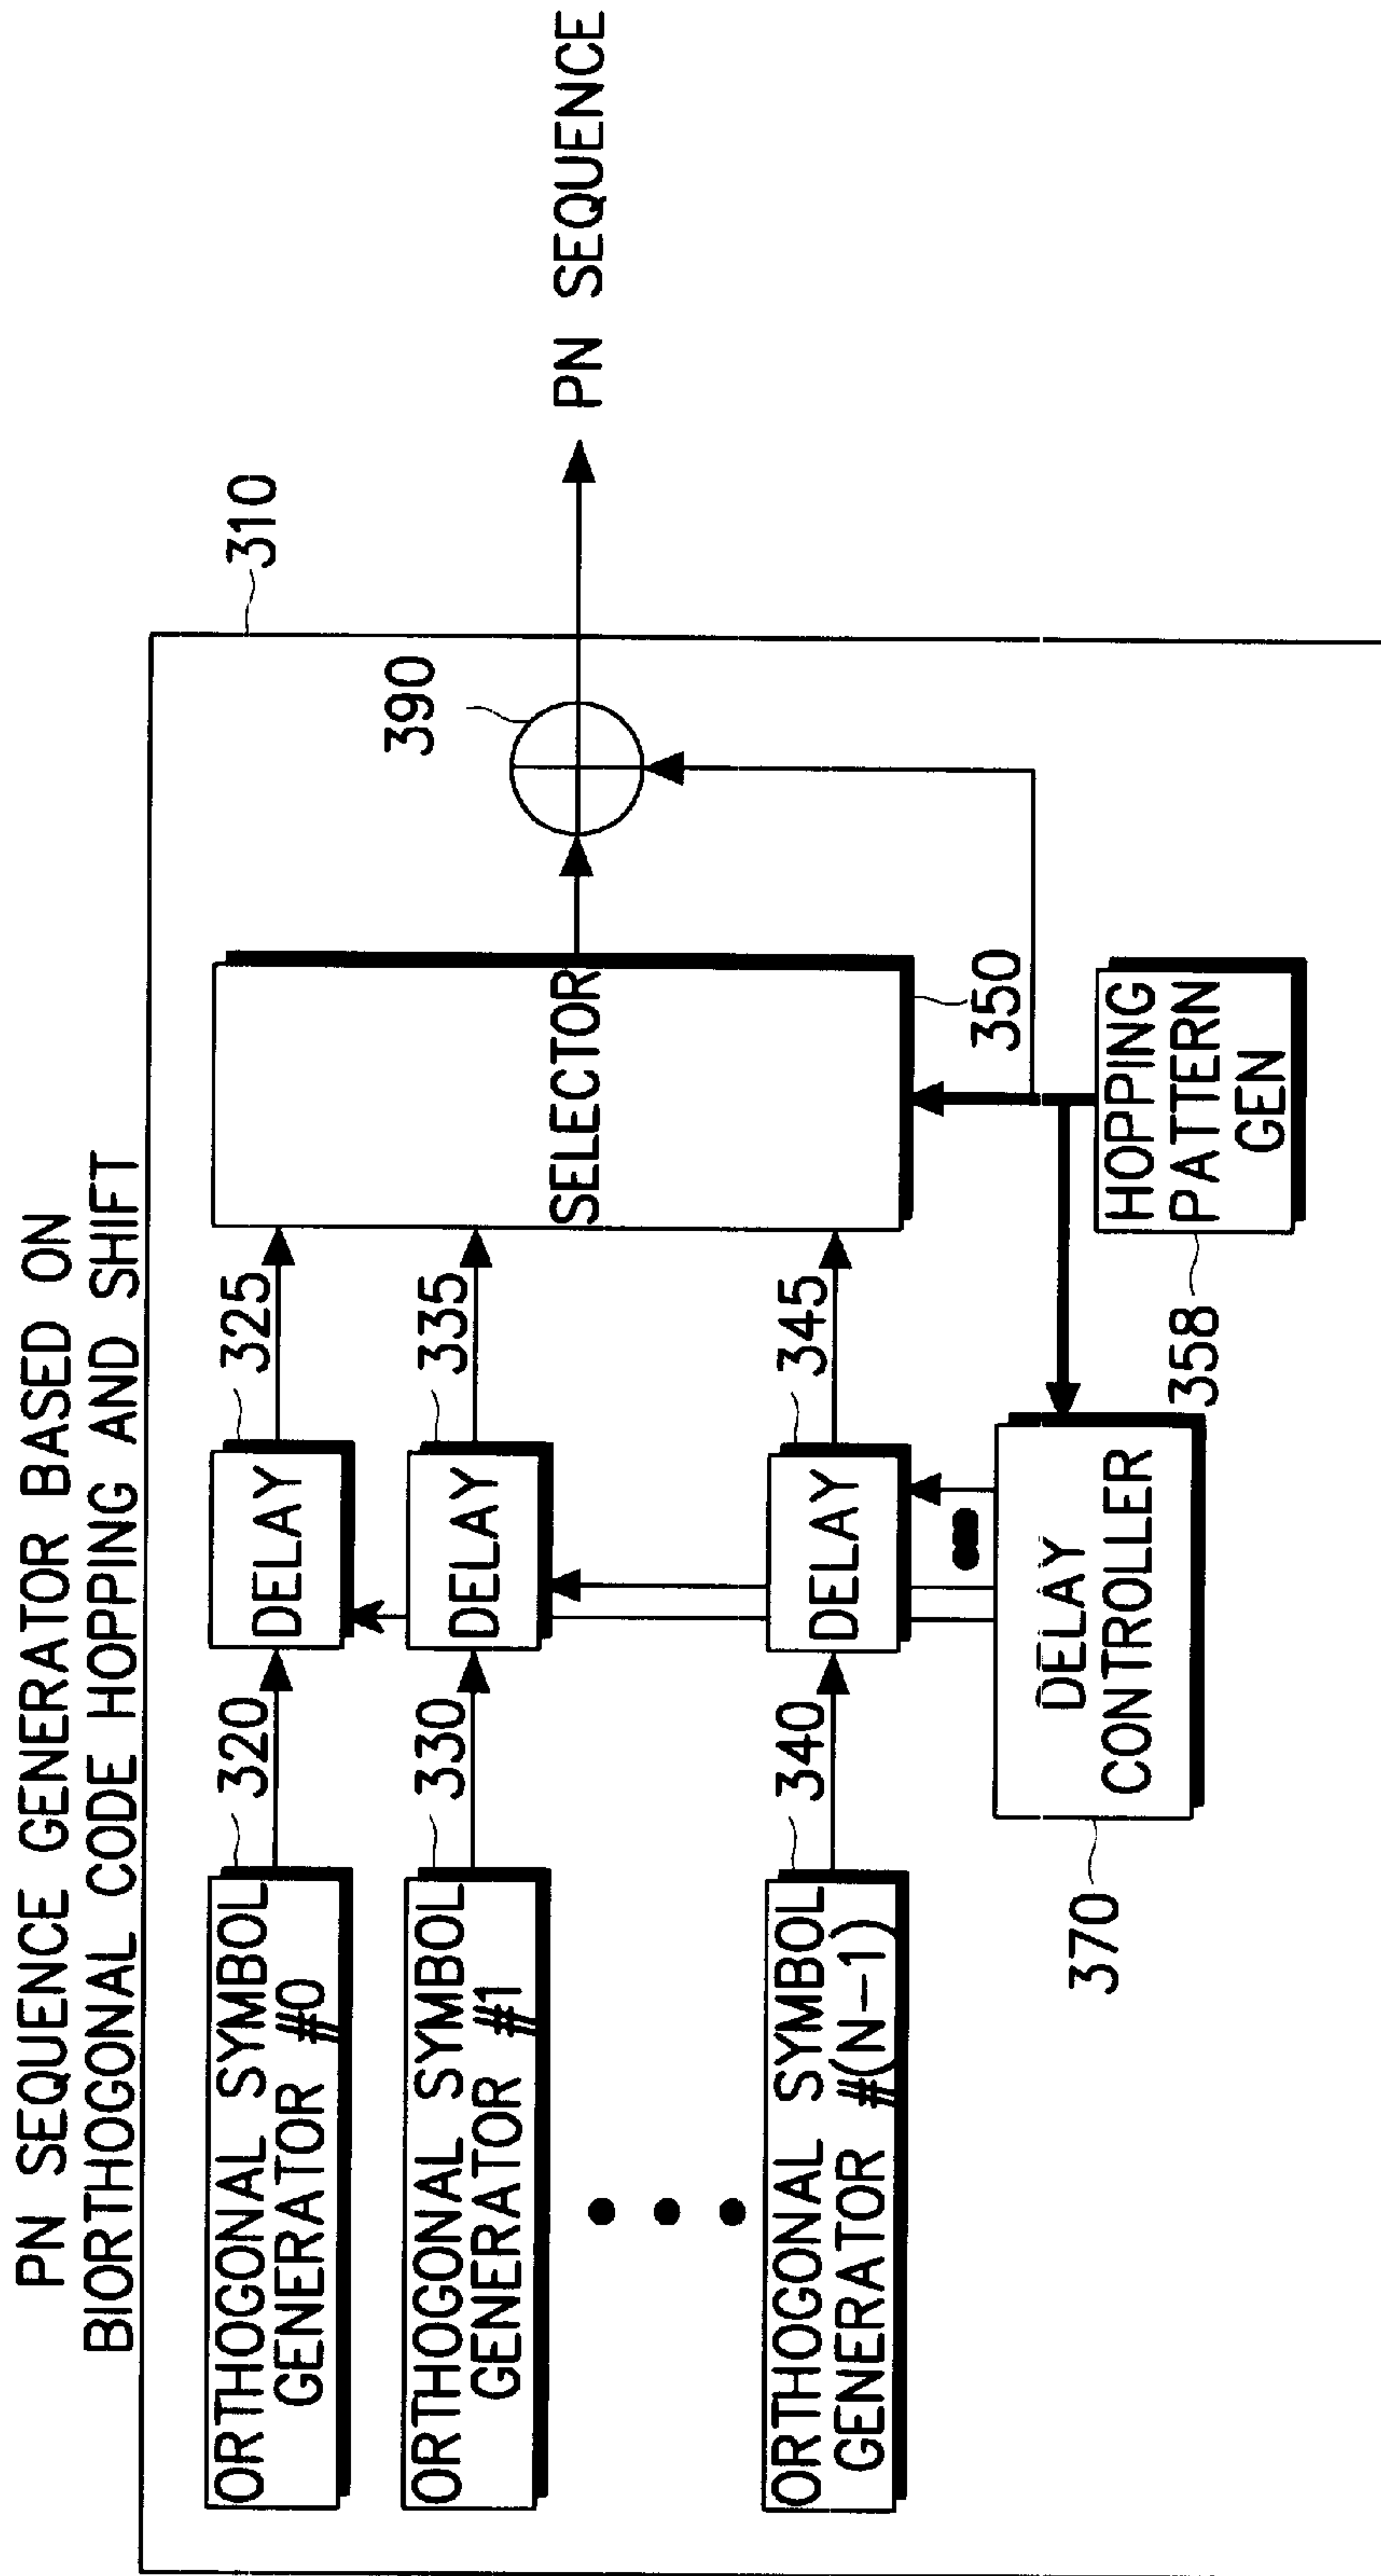 PN SEQUENCE GENERATOR BASED ON
BIORTHOGONAL CODE HOPPING AND SHIFT
310
ORTHOGONAL SYMBOL
GENERATOR #0
320
DELAY
325
ORTHOGONAL SYMBOL
GENERATOR #1
330
DELAY
335
ORTHOGONAL SYMBOL
GENERATOR #(N-1)
340
DELAY
345
SELECTOR
350
390
PN SEQUENCE
DELAY
CONTROLLER
370
HOPPING
PATTERN
GEN
358